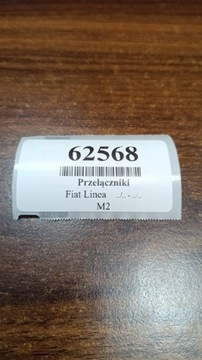 62568
Przełączniki
Fiat Linea ../.. - ../..
M2